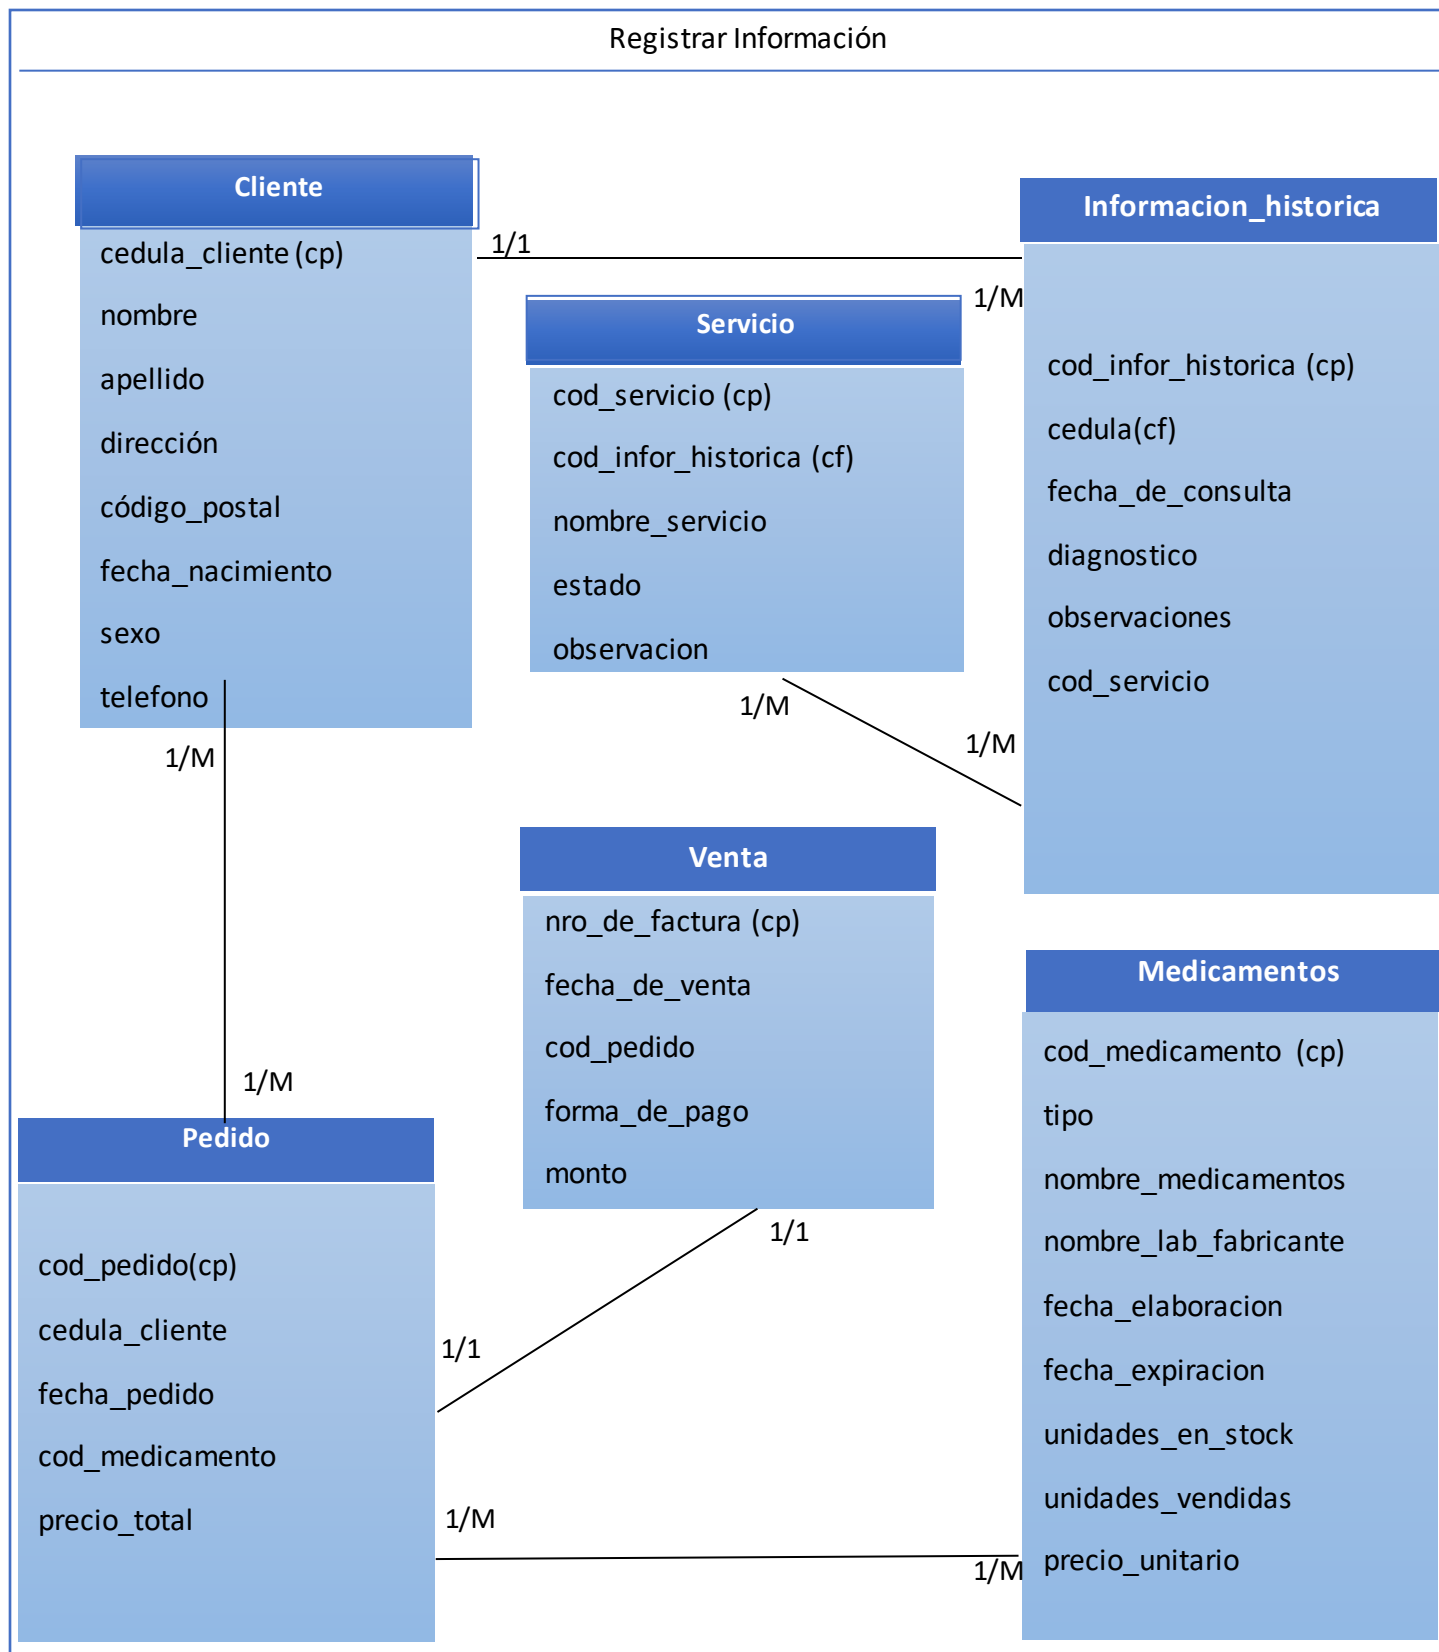 Registrar Información
Cliente
cedula_cliente (cp)
nombre
apellido
dirección
código_postal
fecha_nacimiento
sexo
telefono
1/1
1/M
Informacion_historica
cod_infor_historica (cp)
cedula(cf)
fecha_de_consulta
diagnostico
observaciones
cod_servicio
Servicio
cod_servicio (cp)
cod_infor_historica (cf)
nombre_servicio
estado
observacion
1/M
1/M
1/M
1/M
Venta
nro_de_factura (cp)
fecha_de_venta
cod_pedido
forma_de_pago
monto
1/1
1/1
Pedido
cod_pedido(cp)
cedula_cliente
fecha_pedido
cod_medicamento
precio_total
1/M
1/M
Medicamentos
cod_medicamento (cp)
tipo
nombre_medicamentos
nombre_lab_fabricante
fecha_elaboracion
fecha_expiracion
unidades_en_stock
unidades_vendidas
precio_unitario